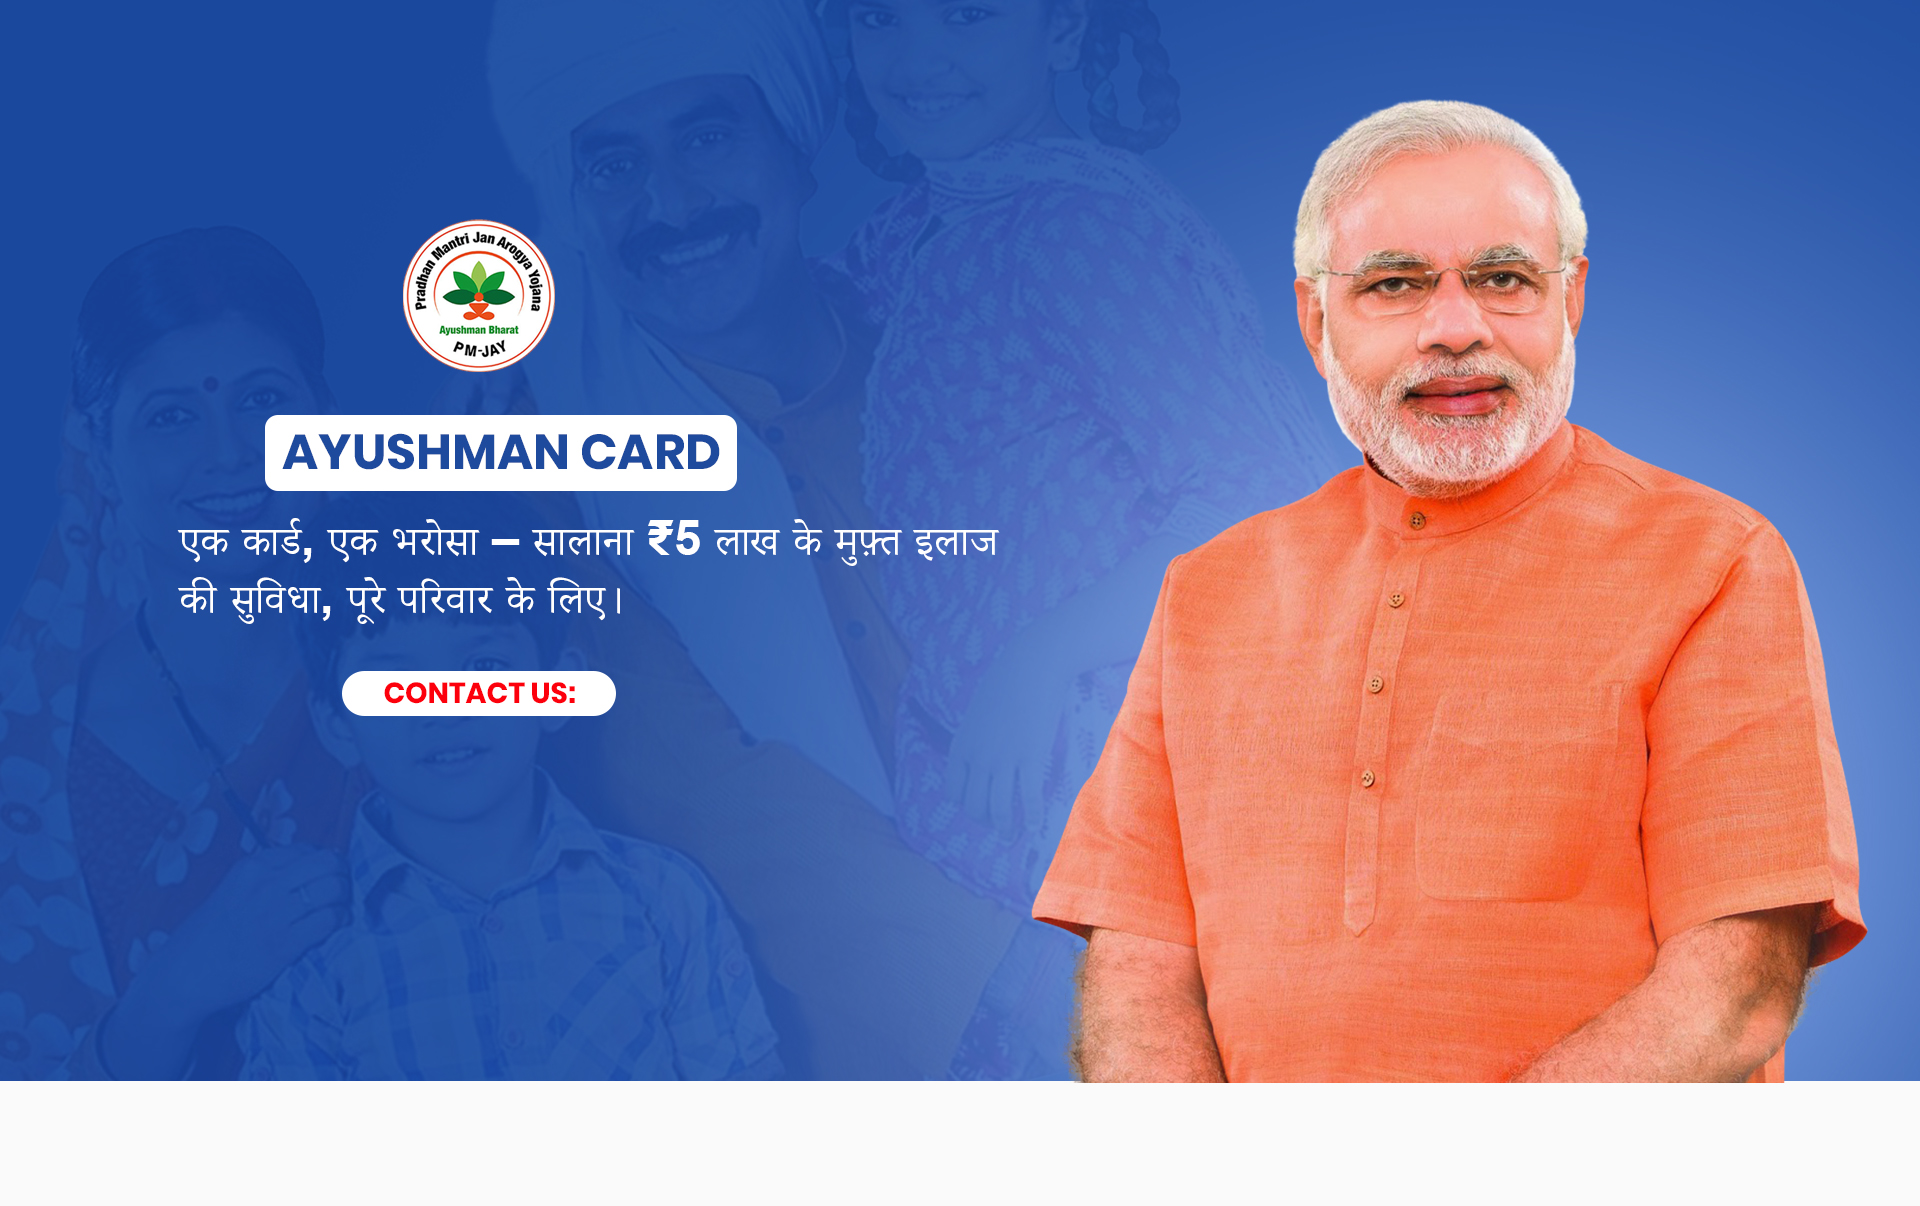 Pradhan Mantri Jan Arogya Yojana
Ayushman Bharat
PM-JAY
AYUSHMAN CARD
एक कार्ड, एक भरोसा – सालाना ₹5 लाख के मुफ़्त इलाज
की सुविधा, पूरे परिवार के लिए।
CONTACT US: